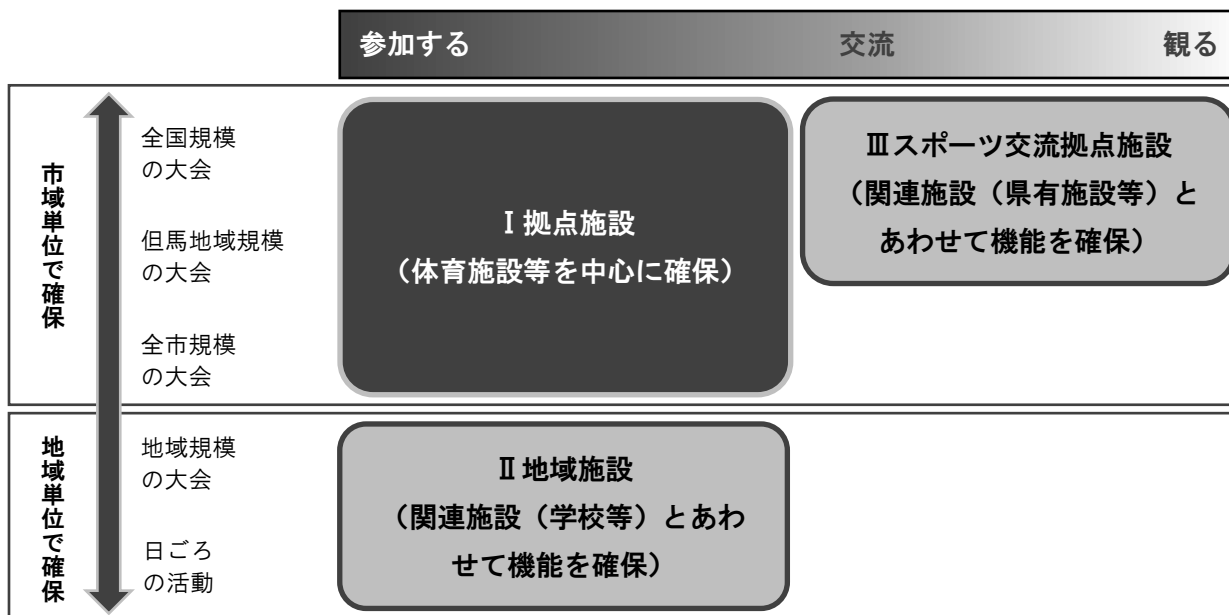 参加する 交流 観る
市域単位で確保
全国規模
の大会
但馬地域規模
の大会
全市規模
の大会
Ⅰ拠点施設
（体育施設等を中心に確保）
Ⅲスポーツ交流拠点施設
（関連施設（県有施設等）と
あわせて機能を確保）
地域単位で確保
地域規模
の大会
日ごろ
の活動
Ⅱ地域施設
（関連施設（学校等）とあわ
せて機能を確保）